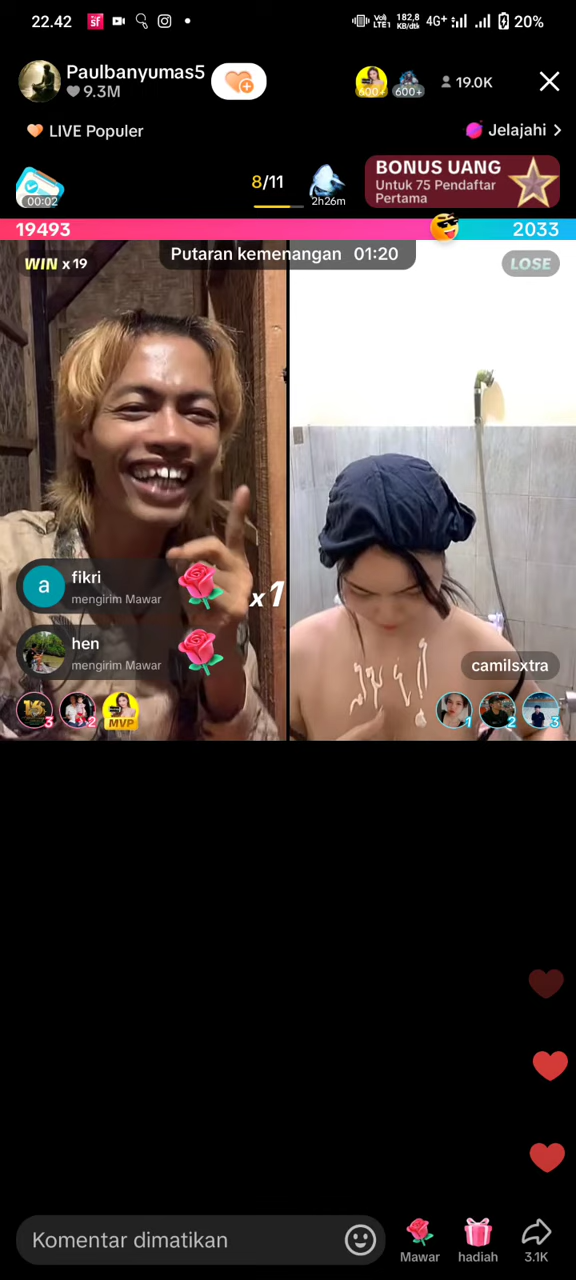 22.42
Voll LTE1
182,8 KB/dtk
4G+
20%
Paulbanyumas5
9.3M
600+
600+
19.0K
LIVE Populer
Jelajahi
00:02
8/11
2h26m
BONUS UANG
Untuk 75 Pendaftar
Pertama
19493
2033
WIN x 19
Putaran kemenangan 01:20
LOSE
a
fikri
mengirim Mawar
x1
hen
mengirim Mawar
camilsxtra
3
2
MVP
1
2
3
Komentar dimatikan
Mawar
hadiah
3.1K